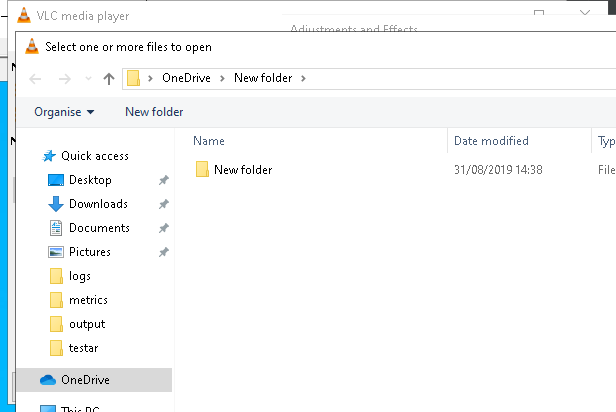 VLC media player
Adjustments and Effects
Select one or more files to open
OneDrive > New folder >
Organise New folder
Name Date modified Typ
Quick access
New folder 31/08/2019 14:38 File
Desktop
Downloads
Documents
Pictures
logs
metrics
output
testar
OneDrive
This PC